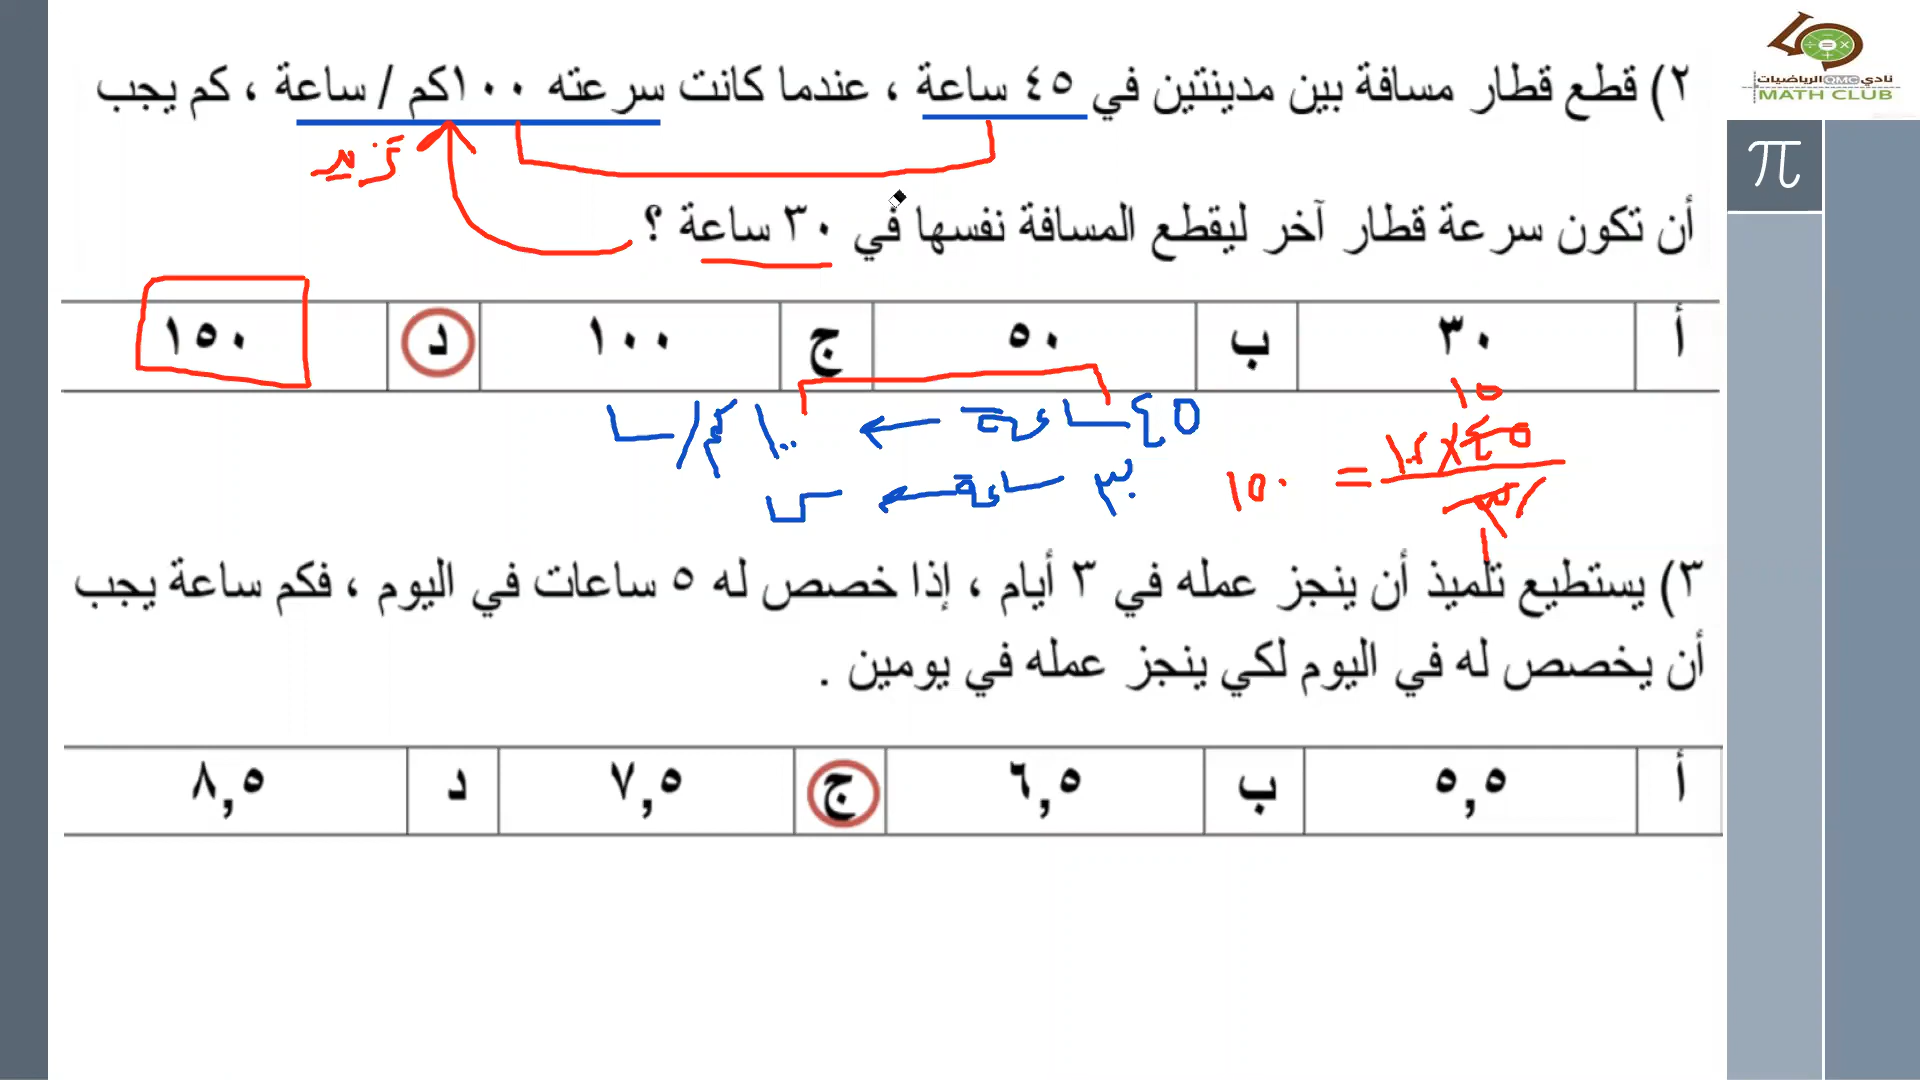 نادي QMC الرياضيات
MATH CLUB
π
٢) قطع قطار مسافة بين مدينتين في ٤٥ ساعة ، عندما كانت سرعته ١٠٠كم / ساعة ، كم يجب
تزيد
أن تكون سرعة قطار آخر ليقطع المسافة نفسها في ٣٠ ساعة ؟
أ ٣٠ ب ٥٠ ج ١٠٠ د ١٥٠
٤٥ ساعة ← ١٠٠ كم/س
٣٠ ساعة ← س
١٥
١٠٠ × ٤٥
= ١٥٠
٣٠
١
٣) يستطيع تلميذ أن ينجز عمله في ٣ أيام ، إذا خصص له ٥ ساعات في اليوم ، فكم ساعة يجب
أن يخصص له في اليوم لكي ينجز عمله في يومين .
أ ٥,٥ ب ٦,٥ ج ٧,٥ د ٨,٥